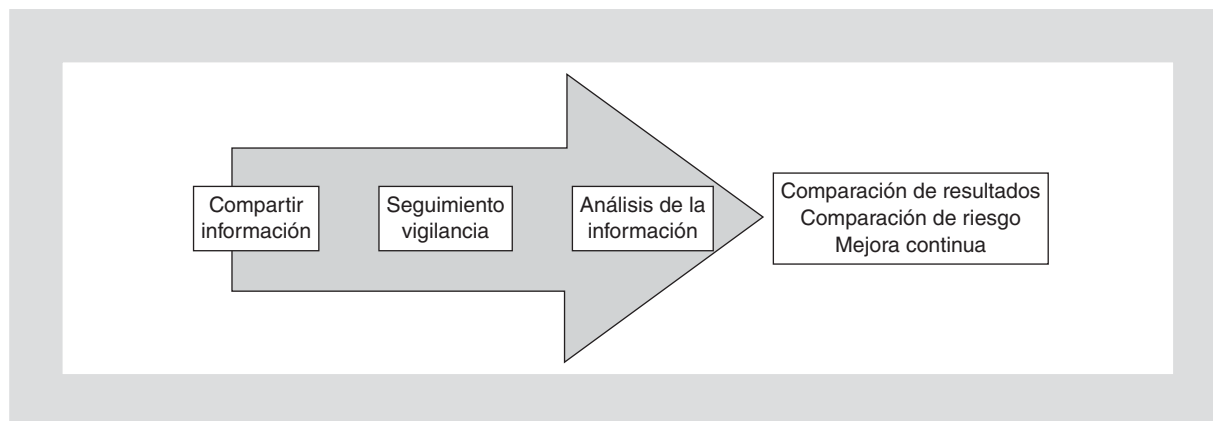 Compartir
información
Seguimiento
vigilancia
Análisis de la
información
Comparación de resultados
Comparación de riesgo
Mejora continua